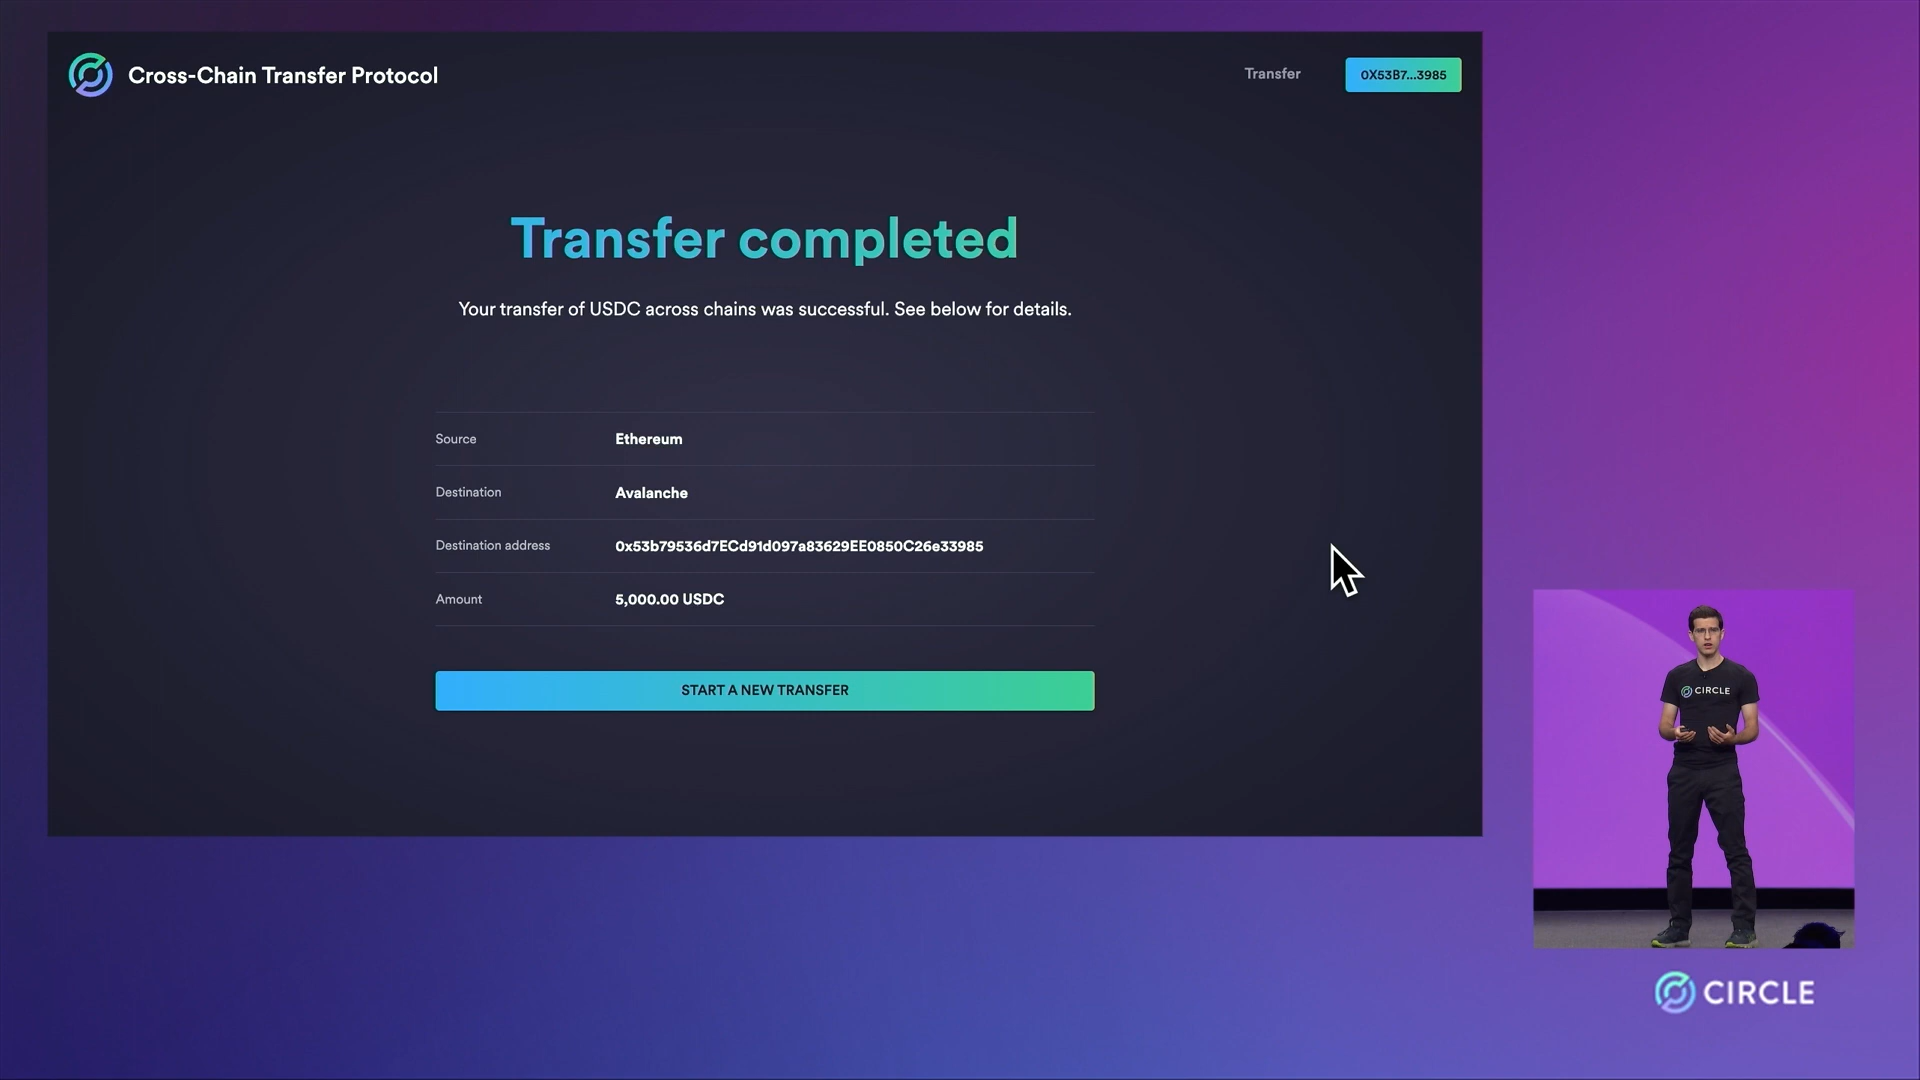 Cross-Chain Transfer Protocol
Transfer
0X53B7...3985
Transfer completed
Your transfer of USDC across chains was successful. See below for details.
Source Ethereum
Destination Avalanche
Destination address 0x53b79536d7ECd91d097a83629EE0850C26e33985
Amount 5,000.00 USDC
START A NEW TRANSFER
CIRCLE
CIRCLE